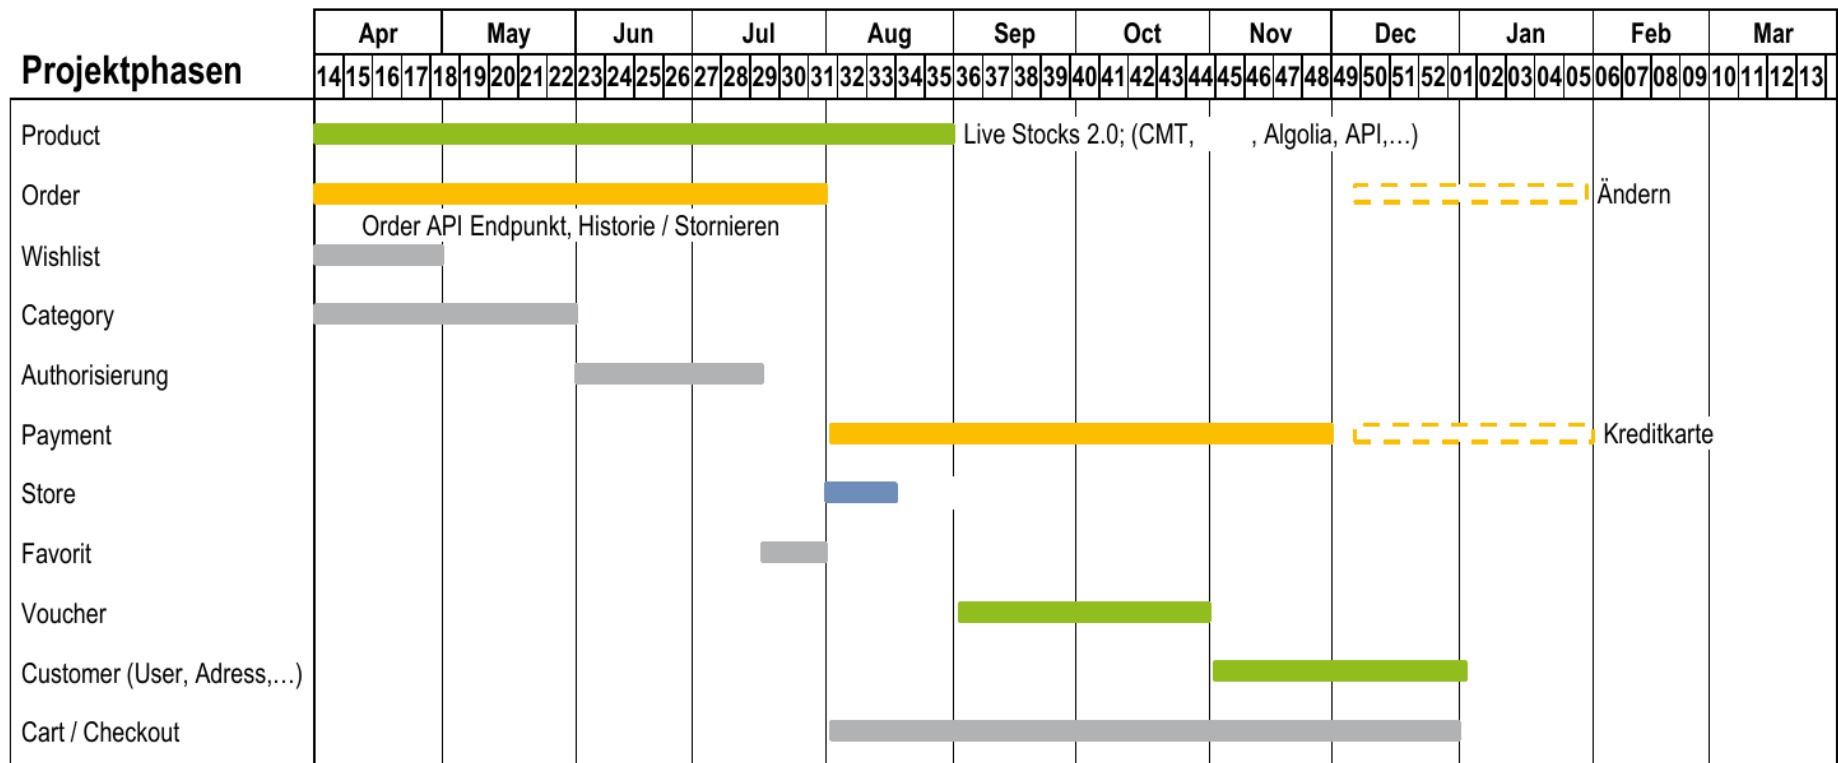 Apr May Jun Jul Aug Sep Oct Nov Dec Jan Feb Mar
Projektphasen
14 15 16 17 18 19 20 21 22 23 24 25 26 27 28 29 30 31 32 33 34 35 36 37 38 39 40 41 42 43 44 45 46 47 48 49 50 51 52 01 02 03 04 05 06 07 08 09 10 11 12 13
Product Live Stocks 2.0; (CMT, , Algolia, API,…)
Order Ändern
Order API Endpunkt, Historie / Stornieren
Wishlist
Category
Authorisierung
Payment Kreditkarte
Store
Favorit
Voucher
Customer (User, Adress,…)
Cart / Checkout